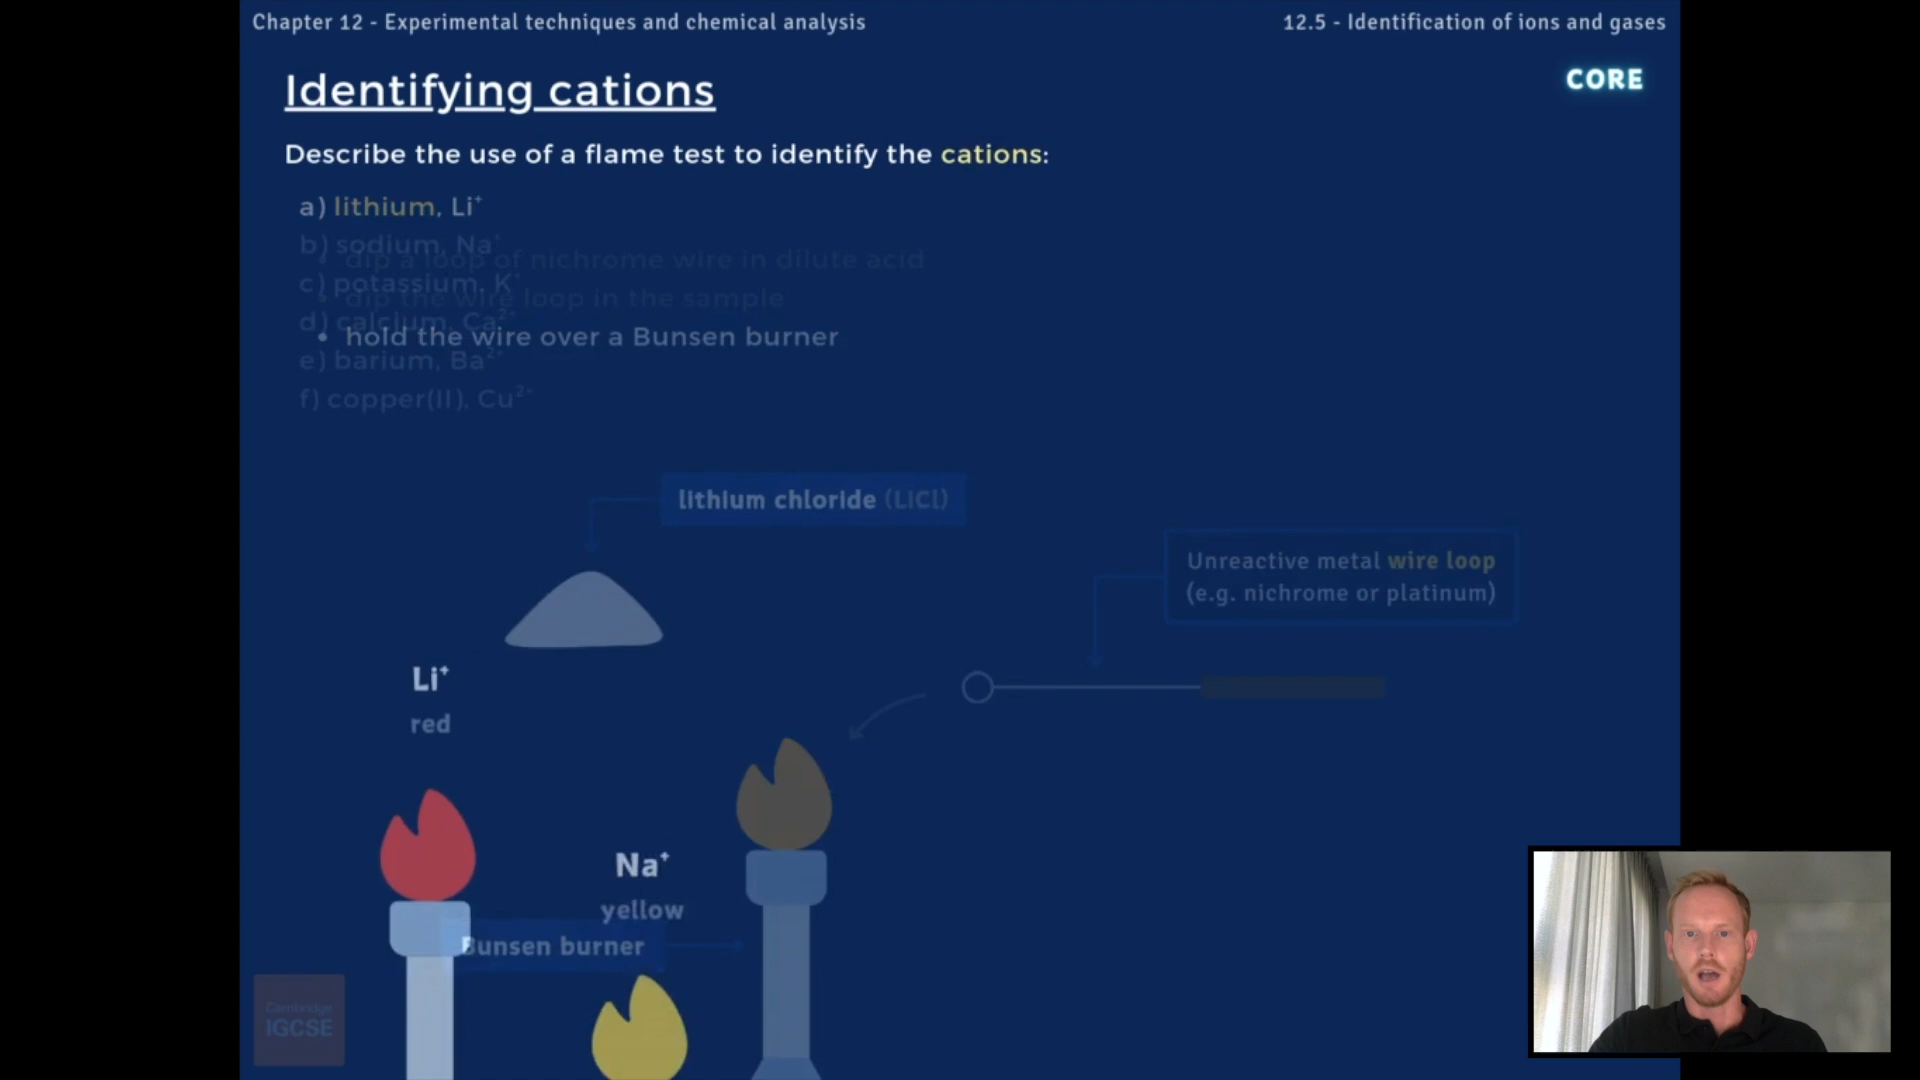 Chapter 12 - Experimental techniques and chemical analysis
12.5 - Identification of ions and gases
Identifying cations
CORE
Describe the use of a flame test to identify the cations:
a) lithium, Li⁺
b) sodium, Na⁺
• dip a loop of nichrome wire in dilute acid
c) potassium, K⁺
• dip the wire loop in the sample
d) calcium, Ca²⁺
• hold the wire over a Bunsen burner
e) barium, Ba²⁺
f) copper(II), Cu²⁺
lithium chloride (LiCl)
Unreactive metal wire loop
(e.g. nichrome or platinum)
Li⁺
red
Na⁺
yellow
Bunsen burner
Cambridge
IGCSE